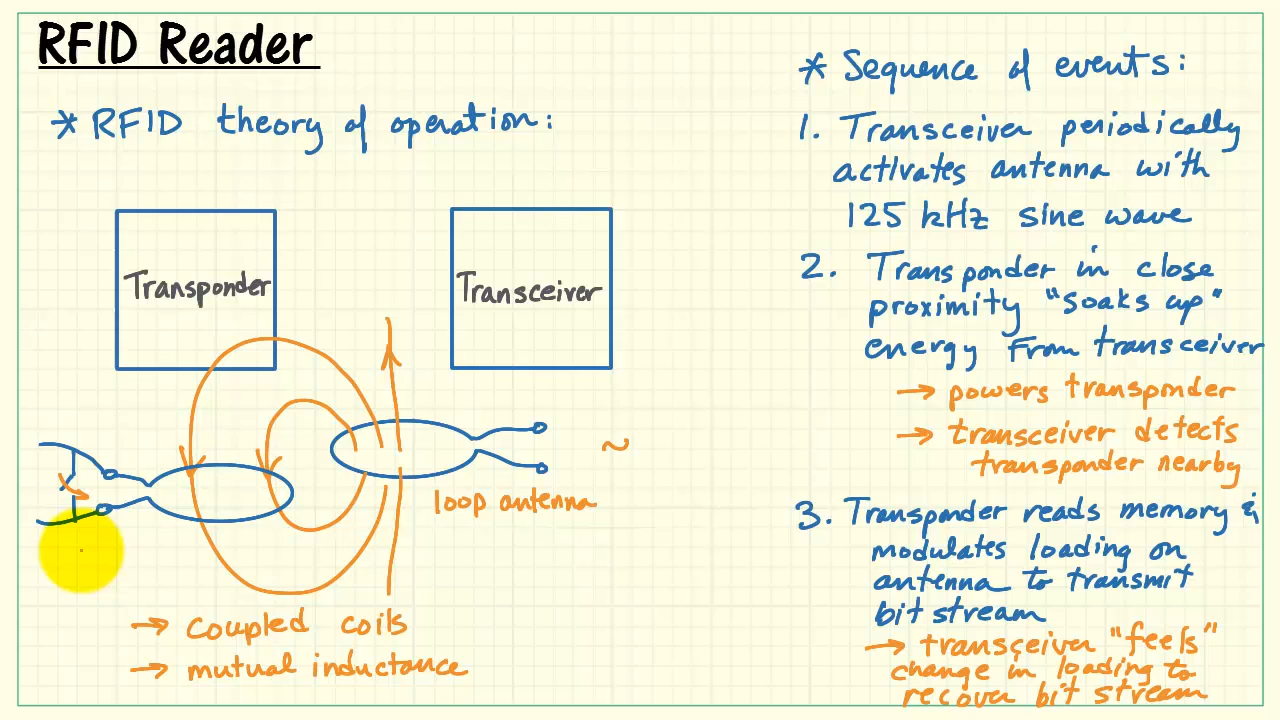 RFID Reader
* RFID theory of operation:
Transponder
Transceiver
~
loop antenna
→ coupled coils
→ mutual inductance
* Sequence of events:
1. Transceiver periodically
activates antenna with
125 kHz sine wave
2. Transponder in close
proximity "soaks up"
energy from transceiver
→ powers transponder
→ transceiver detects
transponder nearby
3. Transponder reads memory &
modulates loading on
antenna to transmit
bit stream
→ transceiver "feels"
change in loading to
recover bit stream